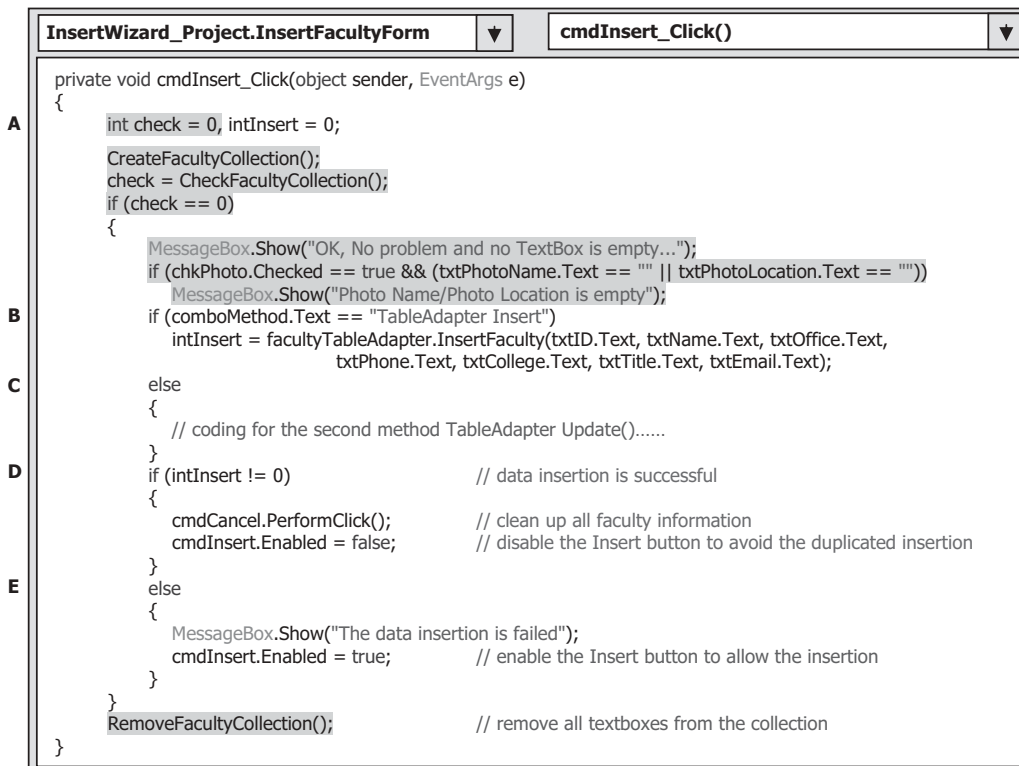 InsertWizard_Project.InsertFacultyForm cmdInsert_Click()
private void cmdInsert_Click(object sender, EventArgs e)
{
A int check = 0, intInsert = 0;
CreateFacultyCollection();
check = CheckFacultyCollection();
if (check == 0)
{
MessageBox.Show("OK, No problem and no TextBox is empty...");
if (chkPhoto.Checked == true && (txtPhotoName.Text == "" || txtPhotoLocation.Text == ""))
MessageBox.Show("Photo Name/Photo Location is empty");
B if (comboMethod.Text == "TableAdapter Insert")
intInsert = facultyTableAdapter.InsertFaculty(txtID.Text, txtName.Text, txtOffice.Text,
txtPhone.Text, txtCollege.Text, txtTitle.Text, txtEmail.Text);
C else
{
// coding for the second method TableAdapter Update()……
}
D if (intInsert != 0) // data insertion is successful
{
cmdCancel.PerformClick(); // clean up all faculty information
cmdInsert.Enabled = false; // disable the Insert button to avoid the duplicated insertion
}
E else
{
MessageBox.Show("The data insertion is failed");
cmdInsert.Enabled = true; // enable the Insert button to allow the insertion
}
}
RemoveFacultyCollection(); // remove all textboxes from the collection
}